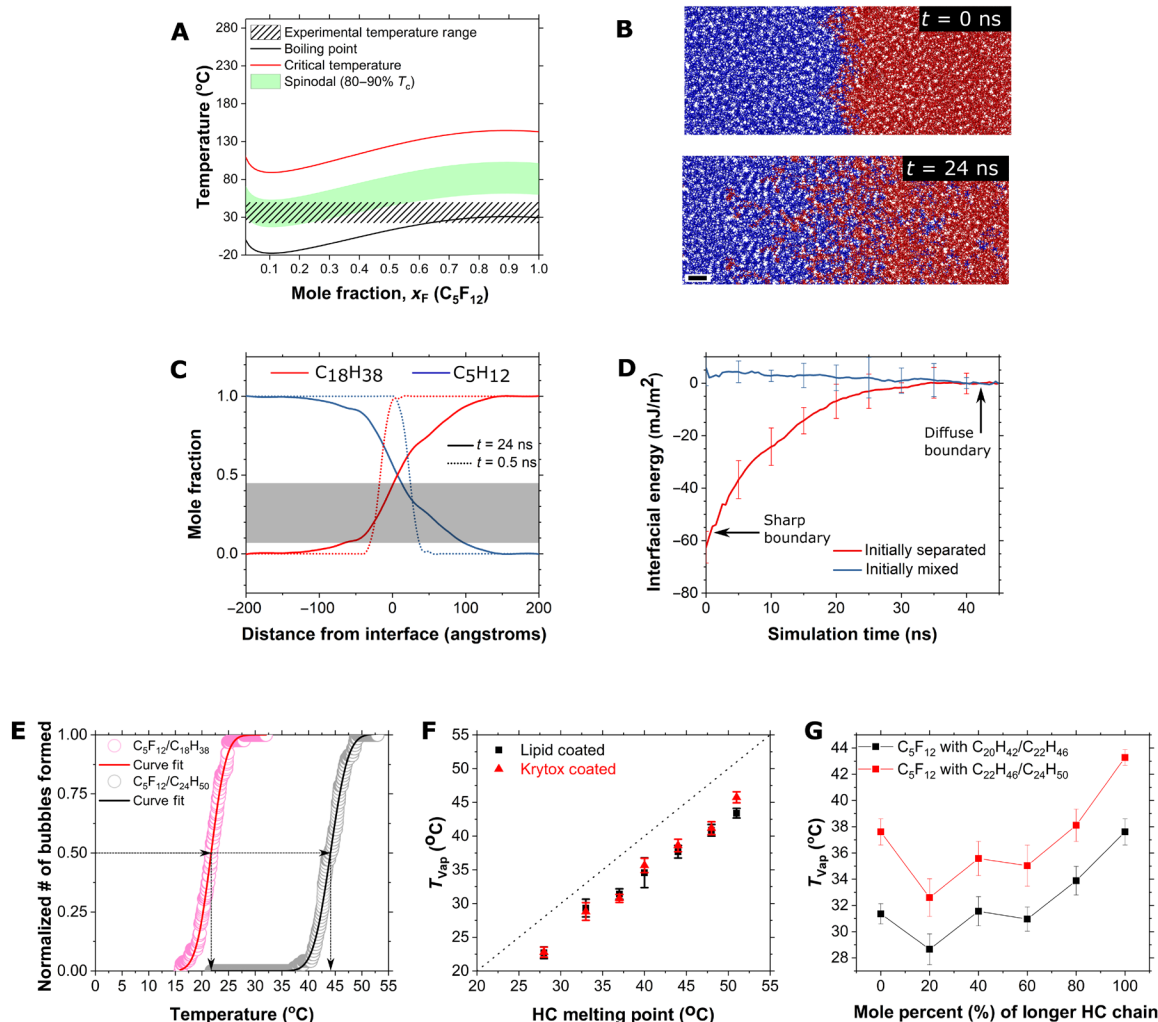 A
280
230
180
130
80
30
-20
Temperature (°C)
Experimental temperature range
Boiling point
Critical temperature
Spinodal (80–90% Tc)
0.1 0.2 0.3 0.4 0.5 0.6 0.7 0.8 0.9 1.0
Mole fraction, xF (C5F12)
B
t = 0 ns
t = 24 ns
C
C18H38 C5H12
1.0
0.5
0.0
Mole fraction
t = 24 ns
t = 0.5 ns
−200 −100 0 100 200
Distance from interface (angstroms)
D
20
0
−20
−40
−60
−80
Interfacial energy (mJ/m2)
Diffuse
boundary
Sharp
boundary
Initially separated
Initially mixed
0 10 20 30 40
Simulation time (ns)
E
1.00
0.75
0.50
0.25
0.00
Normalized # of bubbles formed
C5F12/C18H38
Curve fit
C5F12/C24H50
Curve fit
0 5 10 15 20 25 30 35 40 45 50 55
Temperature (°C)
F
55
50
45
40
35
30
25
20
TVap (°C)
Lipid coated
Krytox coated
20 25 30 35 40 45 50 55
HC melting point (°C)
G
44
42
40
38
36
34
32
30
28
TVap (°C)
C5F12 with C20H42/C22H46
C5F12 with C22H46/C24H50
0 20 40 60 80 100
Mole percent (%) of longer HC chain